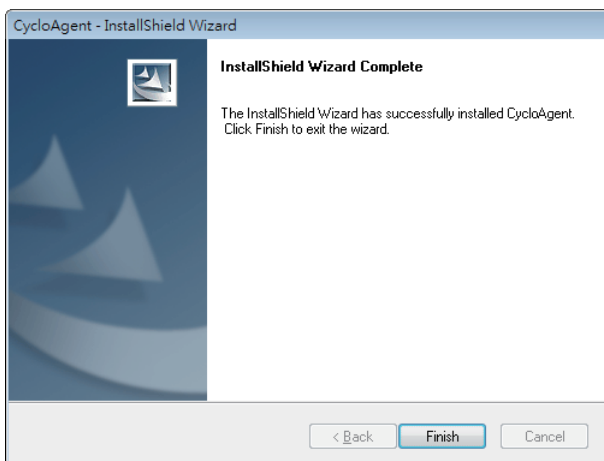 CycloAgent - InstallShield Wizard
InstallShield Wizard Complete
The InstallShield Wizard has successfully installed CycloAgent.
Click Finish to exit the wizard.
< Back
Finish
Cancel